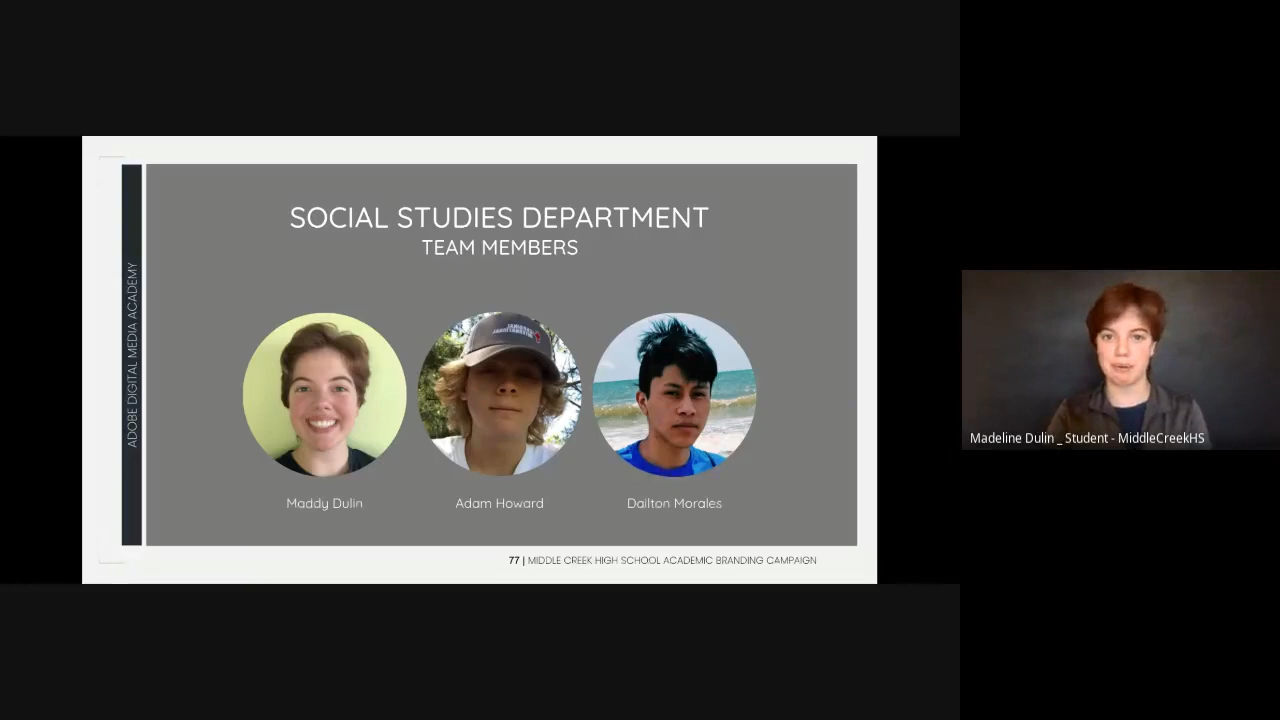 SOCIAL STUDIES DEPARTMENT
TEAM MEMBERS
ADOBE DIGITAL MEDIA ACADEMY
Maddy Dulin
Adam Howard
Dailton Morales
77 | MIDDLE CREEK HIGH SCHOOL ACADEMIC BRANDING CAMPAIGN
Madeline Dulin _ Student - MiddleCreekHS